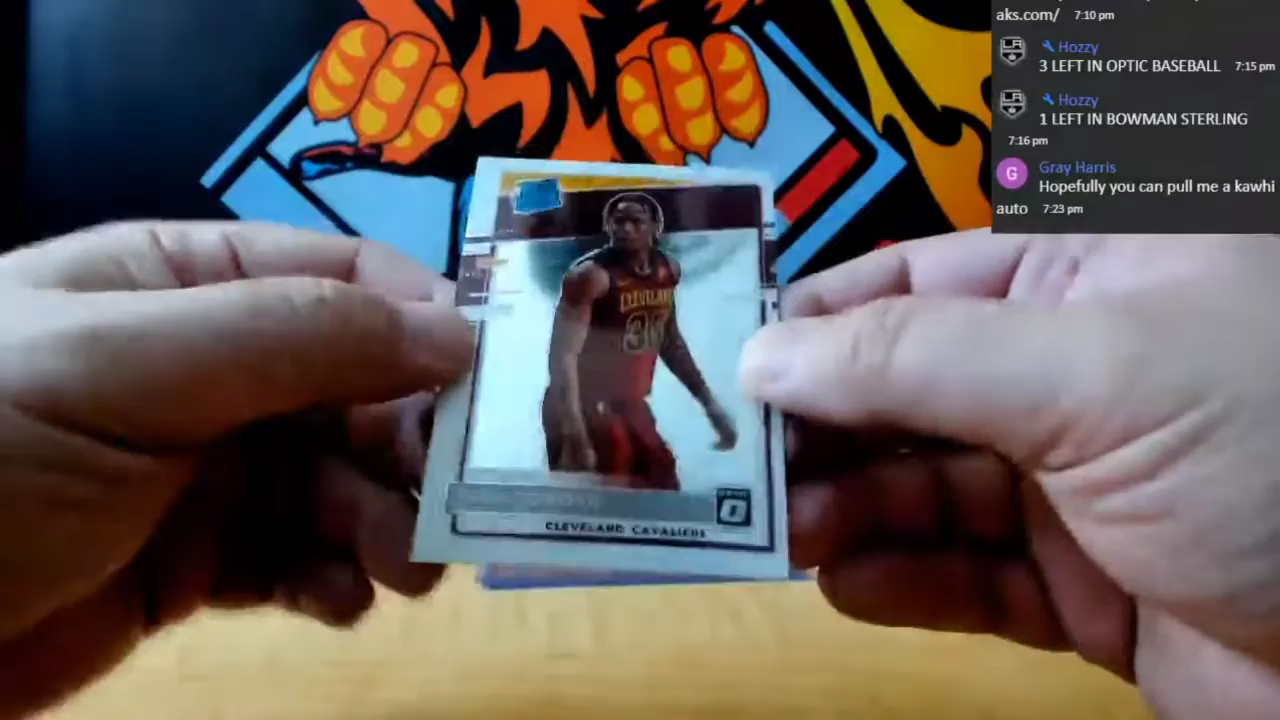 aks.com/ 7:10 pm
Hozzy
3 LEFT IN OPTIC BASEBALL 7:15 pm
Hozzy
1 LEFT IN BOWMAN STERLING
7:16 pm
G Gray Harris
Hopefully you can pull me a kawhi
auto 7:23 pm
LA
LA
CLEVELAND
CLEVELAND CAVALIERS